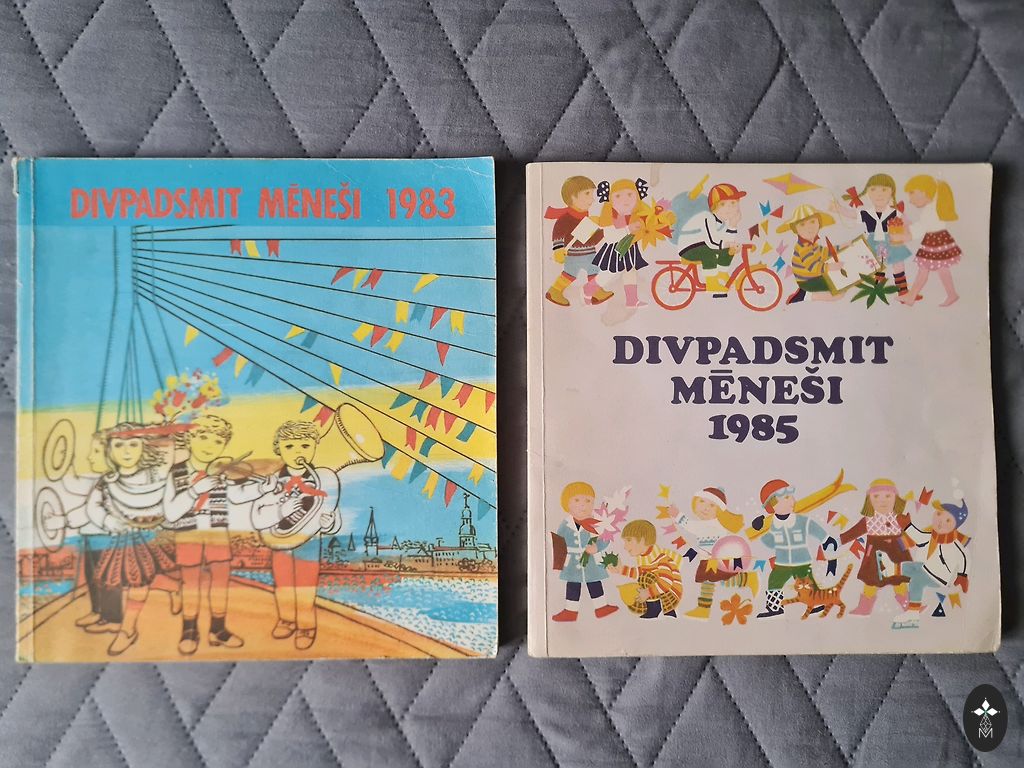 DIVPADSMIT MĒNEŠI 1983
DIVPADSMIT
MĒNEŠI
1985